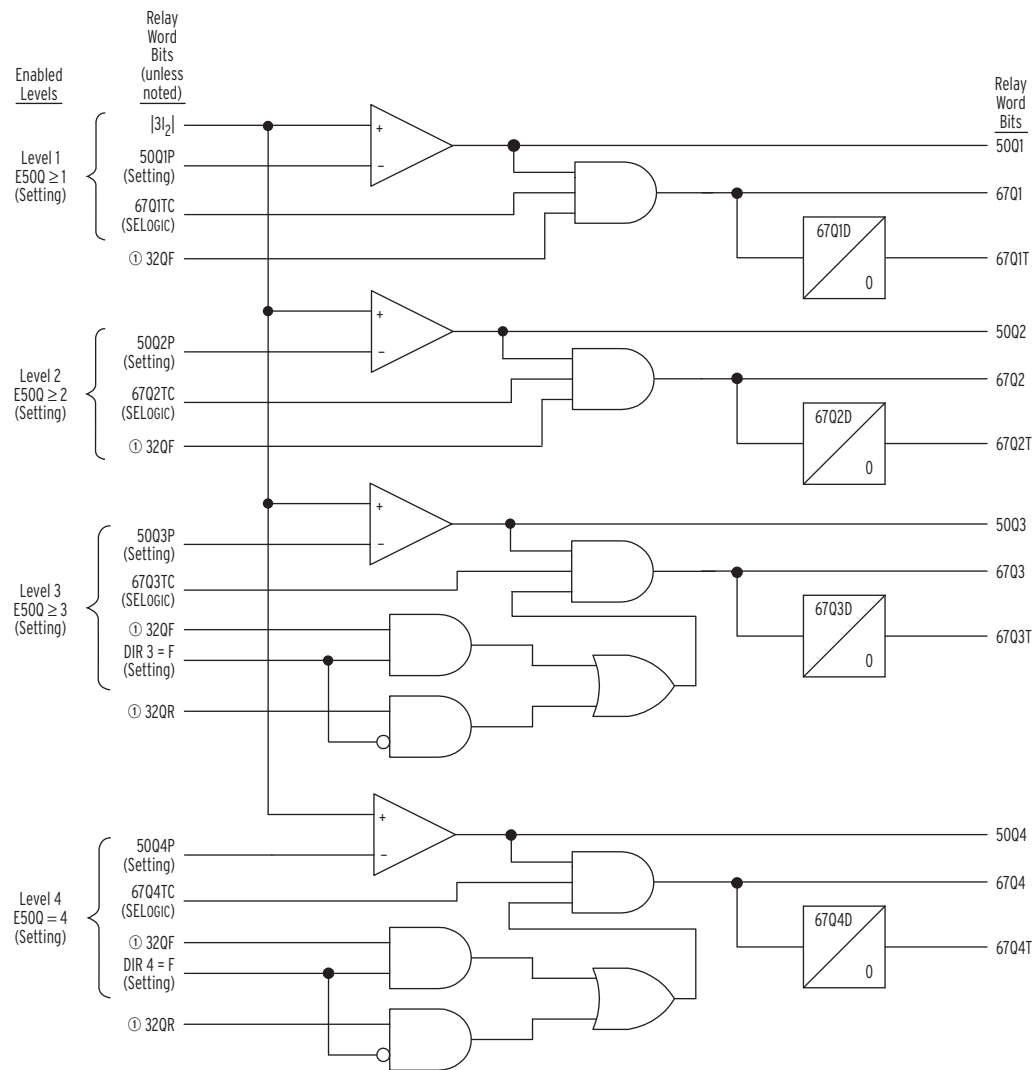 Relay
Word
Bits
(unless
noted)
Enabled
Levels
Relay
Word
Bits
|3I2|
+
50Q1
Level 1
E50Q ≥ 1
(Setting)
50Q1P
(Setting)
–
67Q1
67Q1TC
(SELOGIC)
67Q1D
0
67Q1T
① 32QF
+
50Q2
Level 2
E50Q ≥ 2
(Setting)
50Q2P
(Setting)
–
67Q2
67Q2TC
(SELOGIC)
67Q2D
0
67Q2T
① 32QF
+
50Q3
Level 3
E50Q ≥ 3
(Setting)
50Q3P
(Setting)
–
67Q3
67Q3TC
(SELOGIC)
67Q3D
0
67Q3T
① 32QF
DIR 3 = F
(Setting)
① 32QR
+
50Q4
Level 4
E50Q = 4
(Setting)
50Q4P
(Setting)
–
67Q4
67Q4TC
(SELOGIC)
67Q4D
0
67Q4T
① 32QF
DIR 4 = F
(Setting)
① 32QR